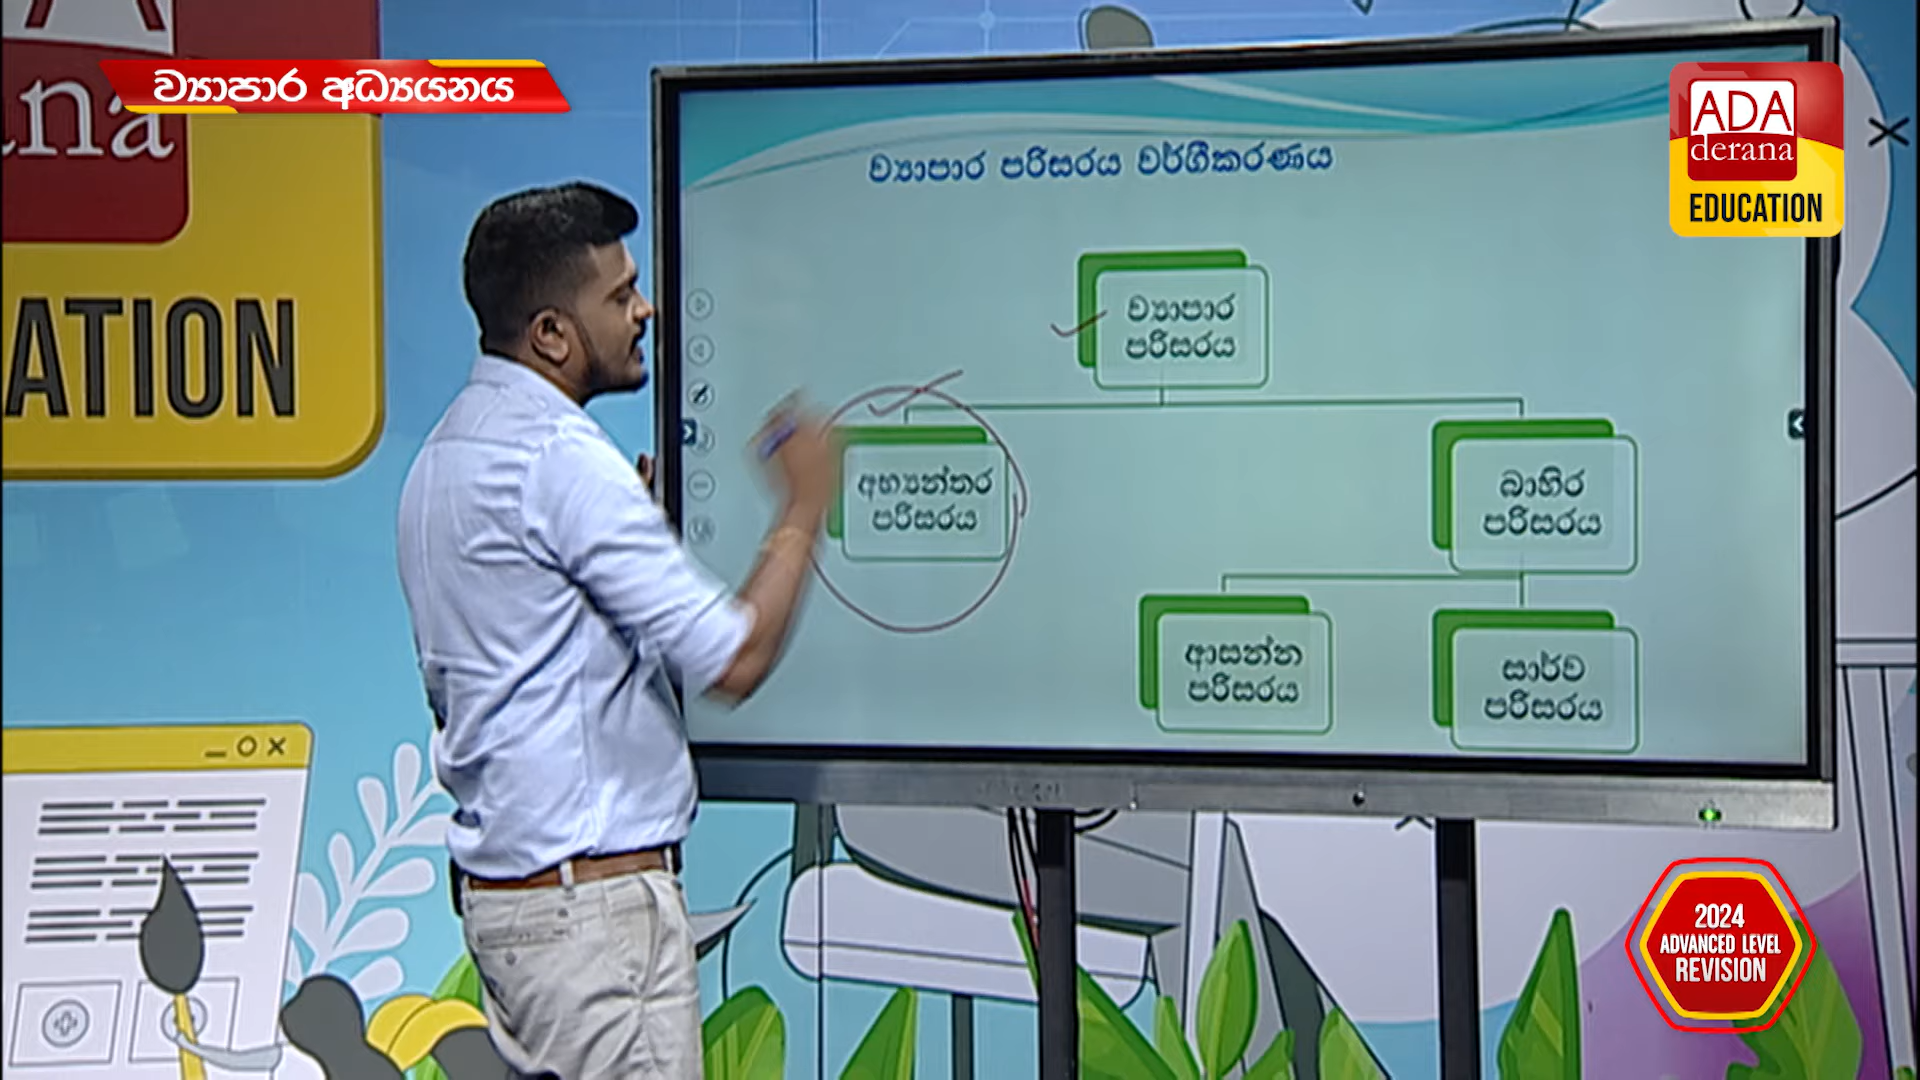 ana
ව්‍යාපාර අධ්‍යයනය
ATION
ව්‍යාපාර පරිසරය වර්ගීකරණය
ව්‍යාපාර
පරිසරය
අභ්‍යන්තර
පරිසරය
බාහිර
පරිසරය
ආසන්න
පරිසරය
සාර්ව
පරිසරය
ADA
derana
EDUCATION
2024
ADVANCED LEVEL
REVISION